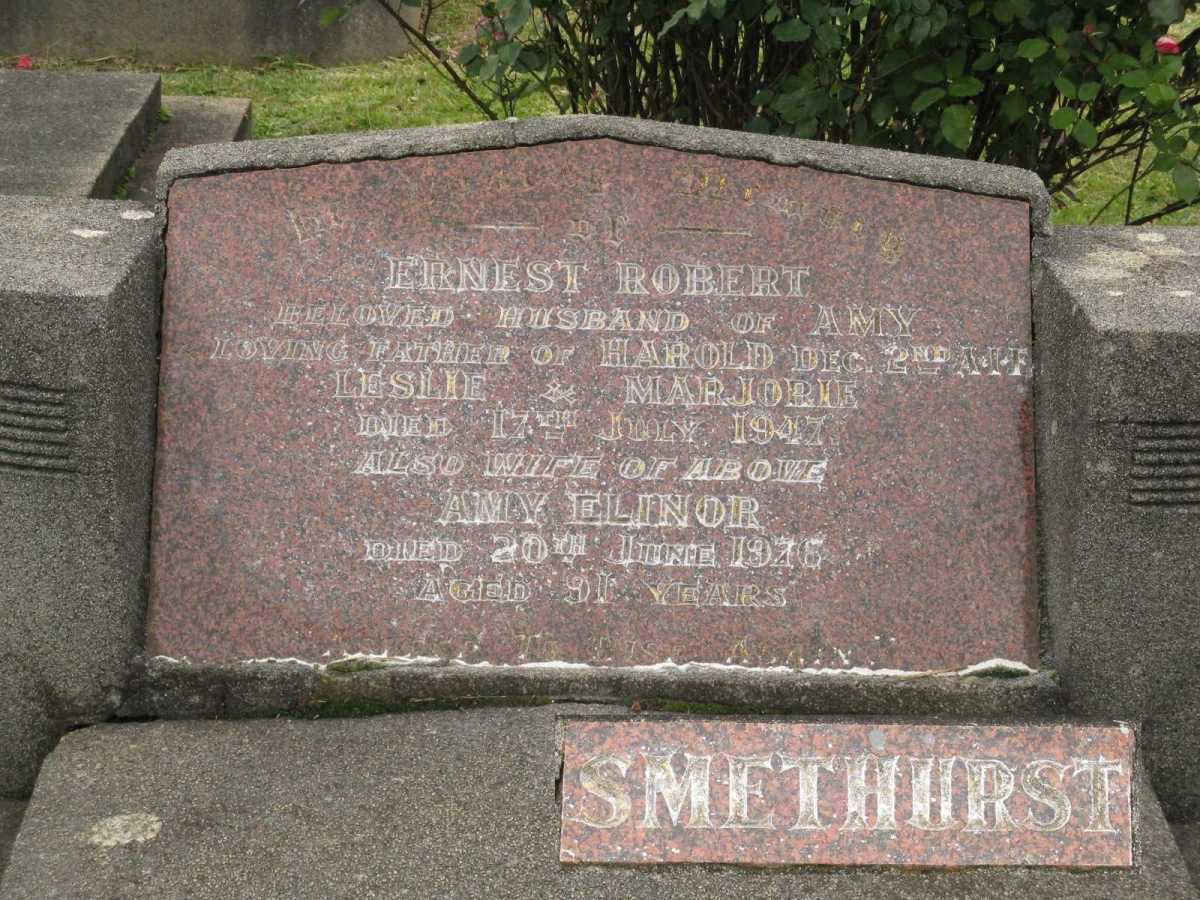 of
ERNEST ROBERT
BELOVED HUSBAND OF AMY
LOVING FATHER OF HAROLD DEC. 2ND A.I.F
LESLIE & MARJORIE
DIED 17TH JULY 1947.
ALSO WIFE OF ABOVE
AMY ELINOR
DIED 20TH JUNE 1976
AGED 91 YEARS
SMETHURST